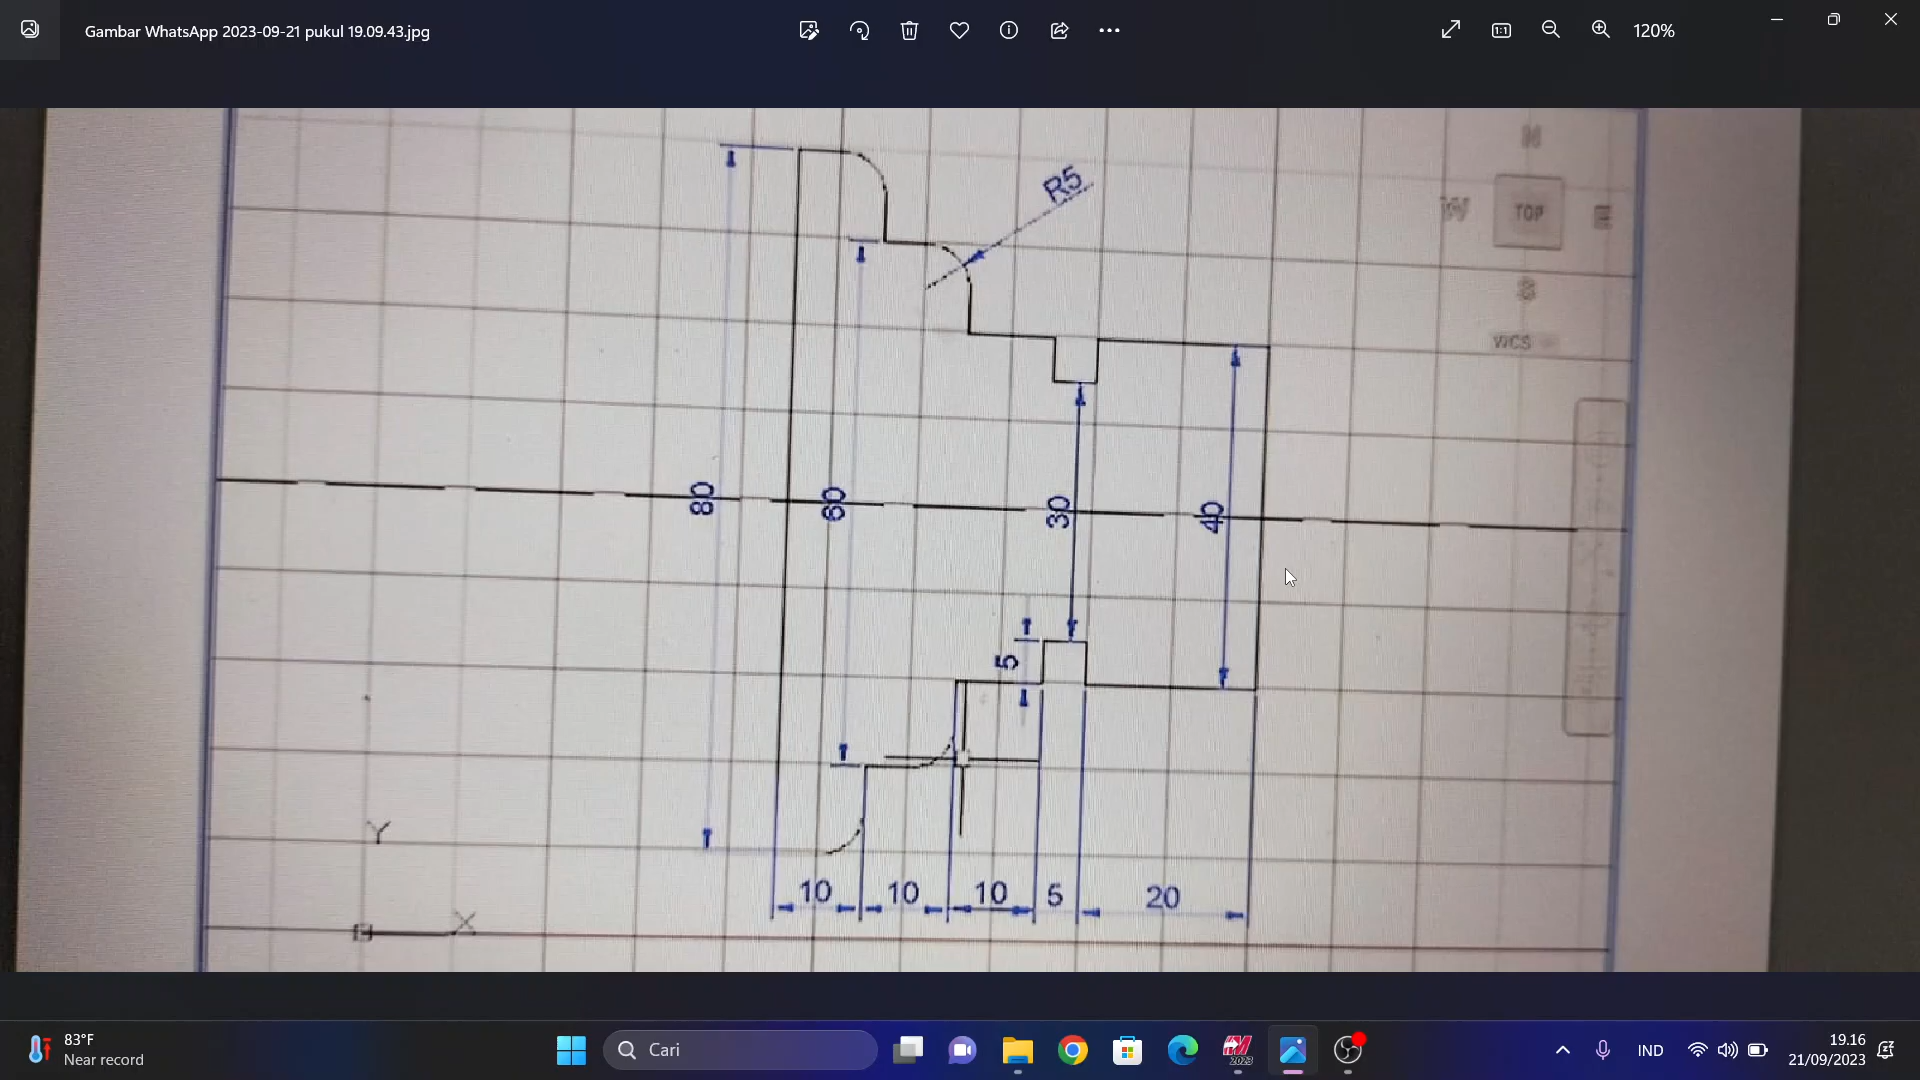 Gambar WhatsApp 2023-09-21 pukul 19.09.43.jpg
120%
N
W
TOP
E
S
WCS
R5
80
60
30
40
5
10
10
10
5
20
Y
X
83°F
Near record
Cari
2023
IND
19.16
21/09/2023